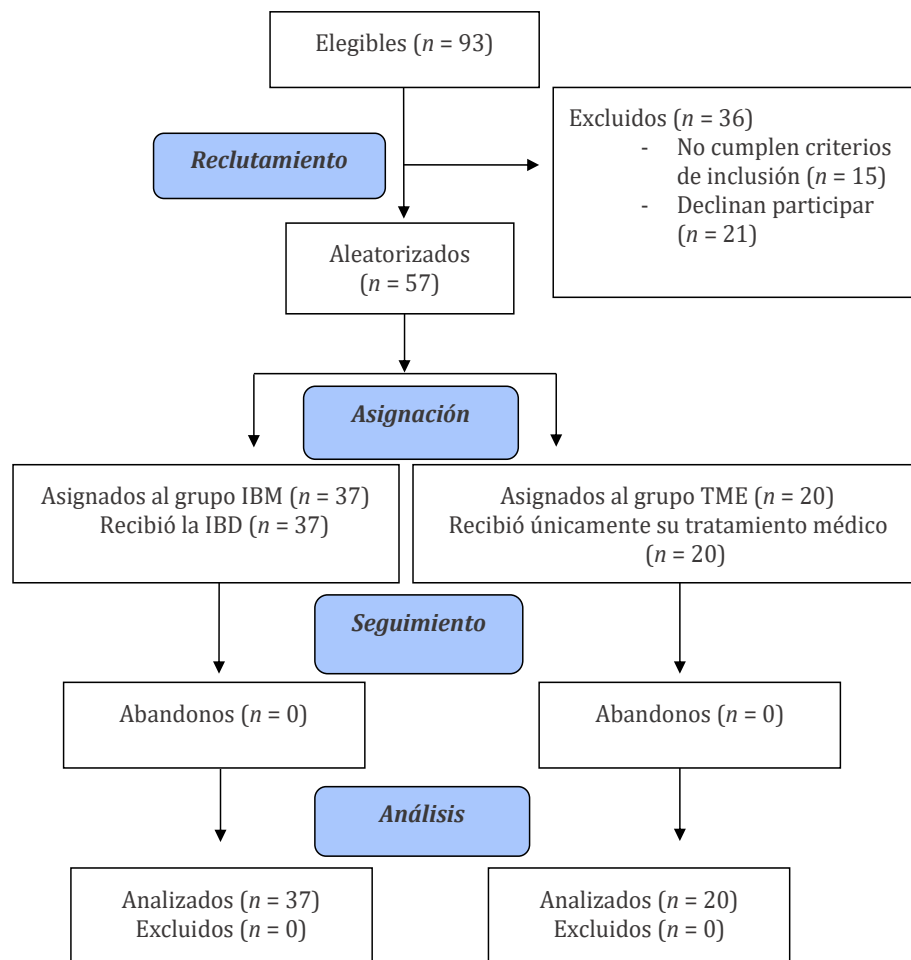 Elegibles (n = 93)
Excluidos (n = 36)
- No cumplen criterios
de inclusión (n = 15)
- Declinan participar
(n = 21)
Reclutamiento
Aleatorizados
(n = 57)
Asignación
Asignados al grupo IBM (n = 37)
Recibió la IBD (n = 37)
Asignados al grupo TME (n = 20)
Recibió únicamente su tratamiento médico
(n = 20)
Seguimiento
Abandonos (n = 0)
Abandonos (n = 0)
Análisis
Analizados (n = 37)
Excluidos (n = 0)
Analizados (n = 20)
Excluidos (n = 0)